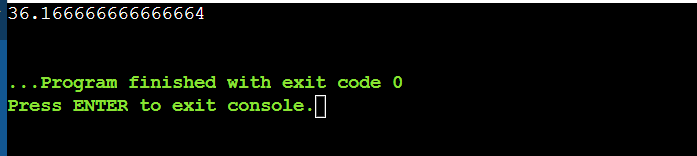 36.166666666666664
...Program finished with exit code 0
Press ENTER to exit console.